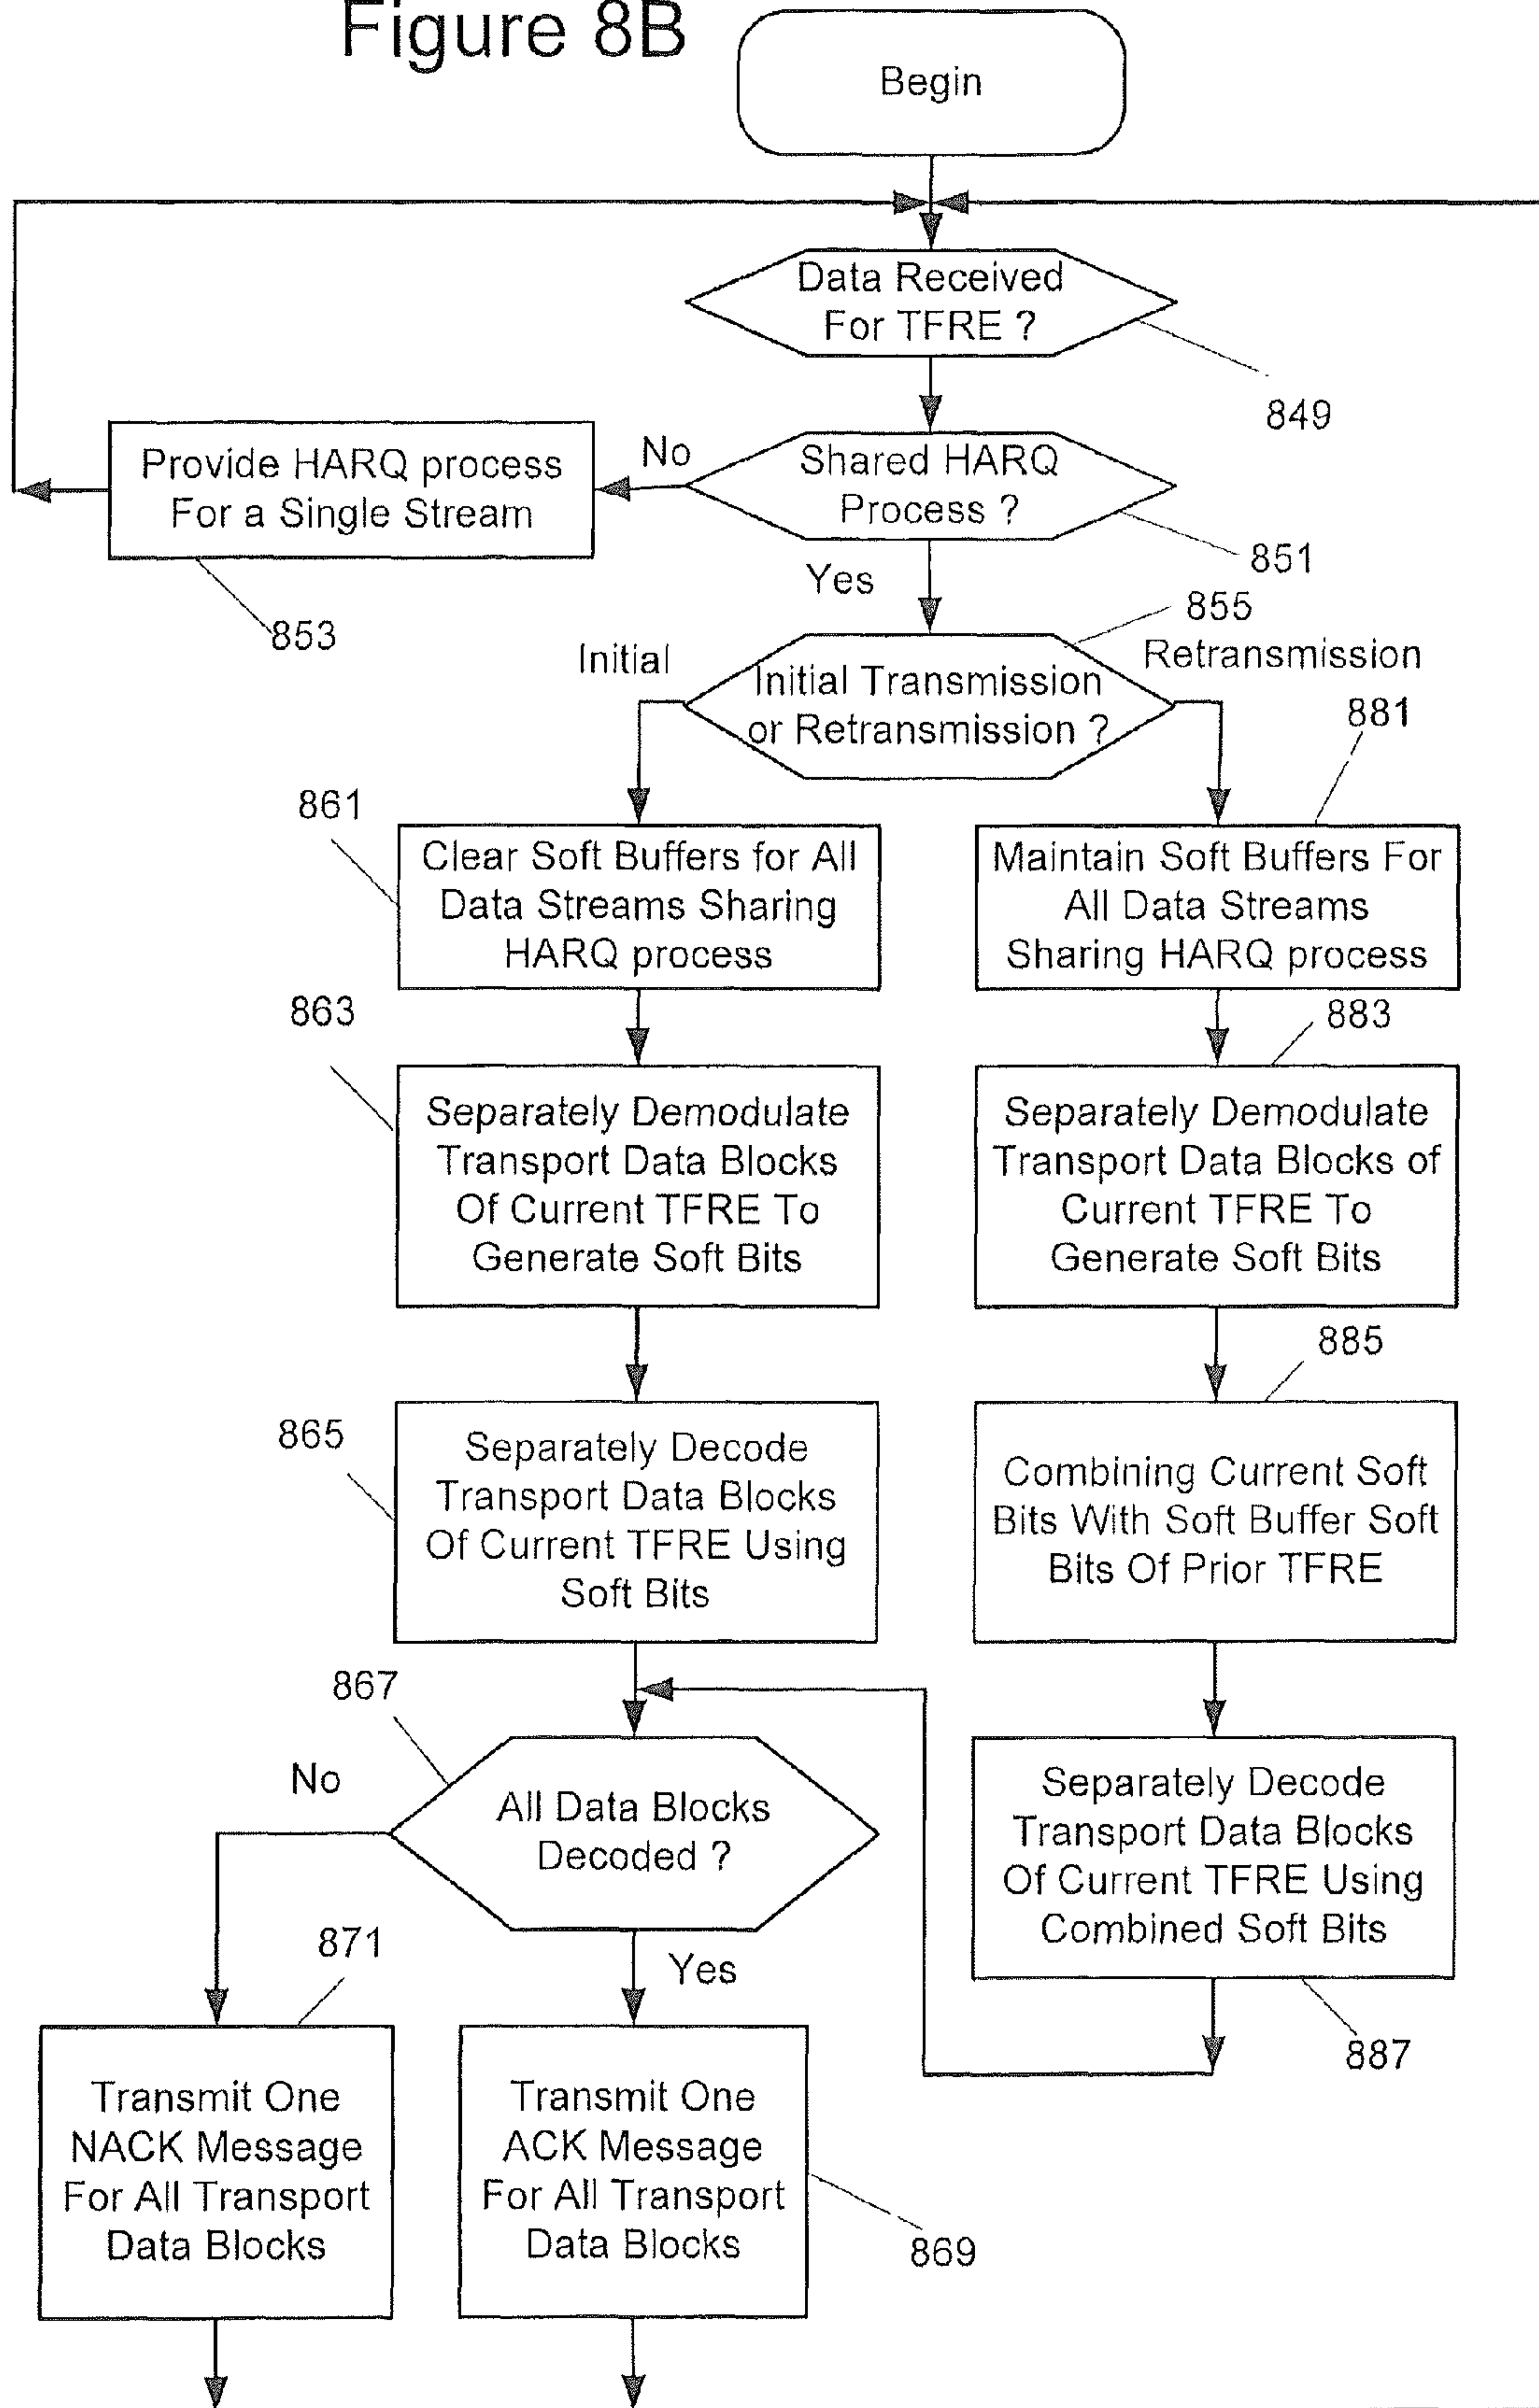 Figure 8B
Begin
Data Received
For TFRE ?
849
Provide HARQ process
For a Single Stream
853
No
Shared HARQ
Process ?
851
Yes
855
Initial
Retransmission
Initial Transmission
or Retransmission ?
881
861
Clear Soft Buffers for All
Data Streams Sharing
HARQ process
Maintain Soft Buffers For
All Data Streams
Sharing HARQ process
863
883
Separately Demodulate
Transport Data Blocks
Of Current TFRE To
Generate Soft Bits
Separately Demodulate
Transport Data Blocks of
Current TFRE To
Generate Soft Bits
885
865
Separately Decode
Transport Data Blocks
Of Current TFRE Using
Soft Bits
Combining Current Soft
Bits With Soft Buffer Soft
Bits Of Prior TFRE
867
No
All Data Blocks
Decoded ?
Separately Decode
Transport Data Blocks
Of Current TFRE Using
Combined Soft Bits
871
Yes
887
Transmit One
NACK Message
For All Transport
Data Blocks
Transmit One
ACK Message
For All Transport
Data Blocks
869